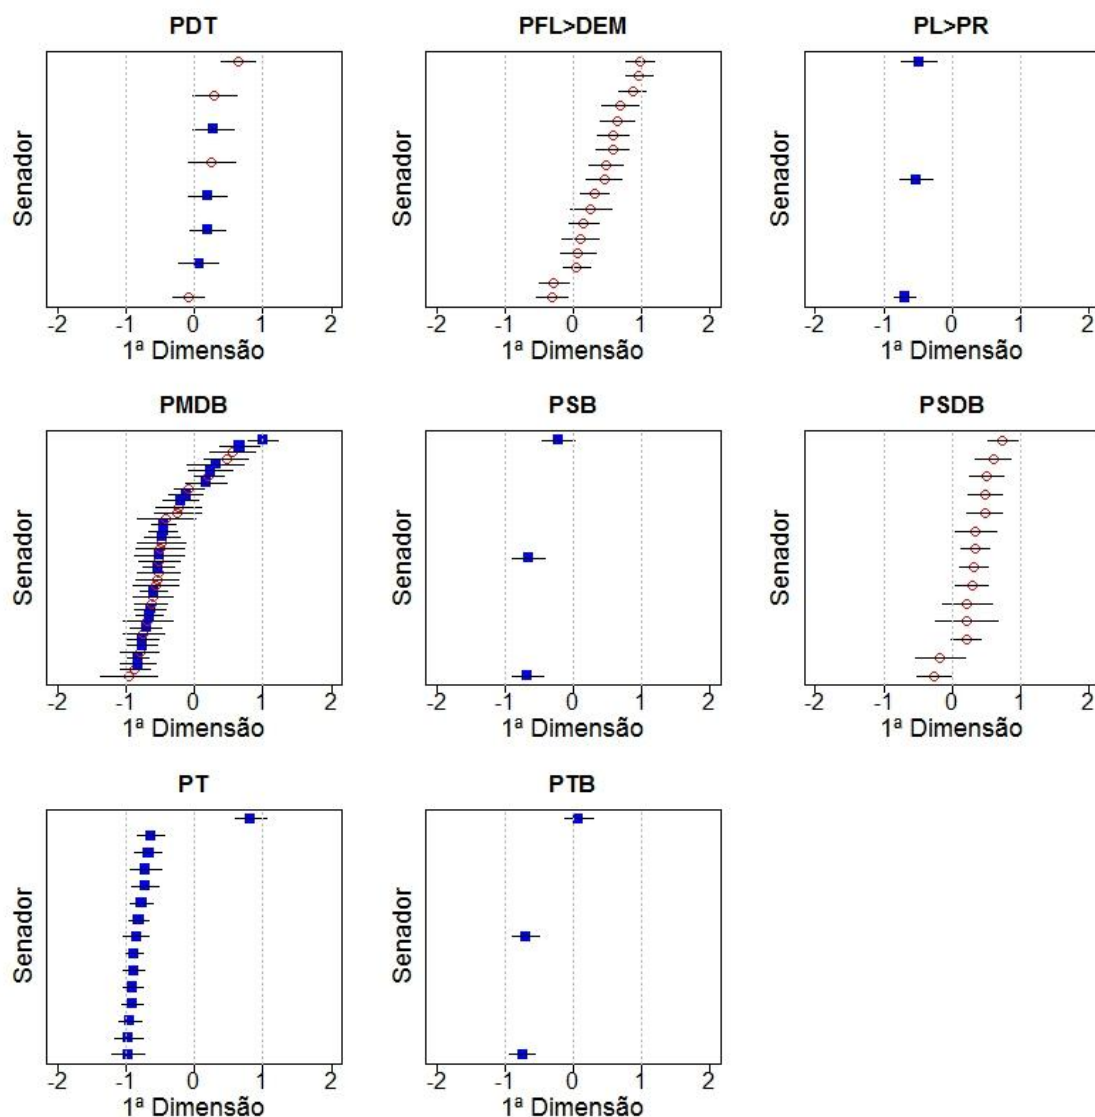 PDT
PFL>DEM
PL>PR
Senador
Senador
Senador
-2 -1 0 1 2
-2 -1 0 1 2
-2 -1 0 1 2
1ª Dimensão
1ª Dimensão
1ª Dimensão
PMDB
PSB
PSDB
Senador
Senador
Senador
-2 -1 0 1 2
-2 -1 0 1 2
-2 -1 0 1 2
1ª Dimensão
1ª Dimensão
1ª Dimensão
PT
PTB
Senador
Senador
-2 -1 0 1 2
-2 -1 0 1 2
1ª Dimensão
1ª Dimensão